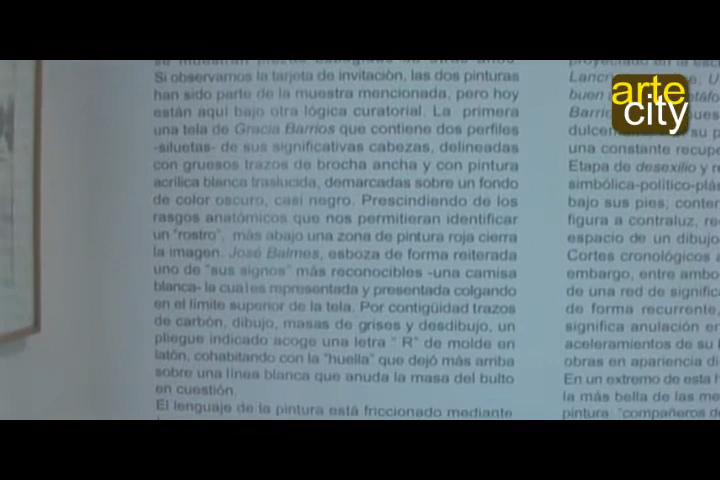 Si observamos la tarjeta de invitación, las dos pinturas
han sido parte de la muestra mencionada, pero hoy
están aquí bajo otra lógica curatorial. La primera
una tela de Gracia Barrios que contiene dos perfiles
-siluetas- de sus significativas cabezas, delineadas
con gruesos trazos de brocha ancha y con pintura
acrílica blanca traslucida, demarcadas sobre un fondo
de color oscuro, casi negro. Prescindiendo de los
rasgos anatómicos que nos permitieran identificar
un "rostro", más abajo una zona de pintura roja cierra
la imagen. José Balmes, esboza de forma reiterada
uno de "sus signos" más reconocibles -una camisa
blanca- la cual es representada y presentada colgando
en el límite superior de la tela. Por contigüidad trazos
de carbón, dibujo, masas de grises y desdibujo, un
pliegue indicado acoge una letra " R" de molde en
latón, cohabitando con la "huella" que dejó más arriba
sobre una línea blanca que anuda la masa del bulto
en cuestión.
El lenguaje de la pintura está friccionado mediante
proyectado en la
buen
Barri
su
una constante
Etapa de desexilio y
simbólica-político-
bajo sus pies;
figura a contraluz,
espacio de un dibujo
Cortes cronológicos
embargo, entre
de una red de
de forma recurrente,
significa anulación
aceleramientos de su
obras en apariencia
En un extremo de esta
la más bella de las
pintura "compañeros
arte
city